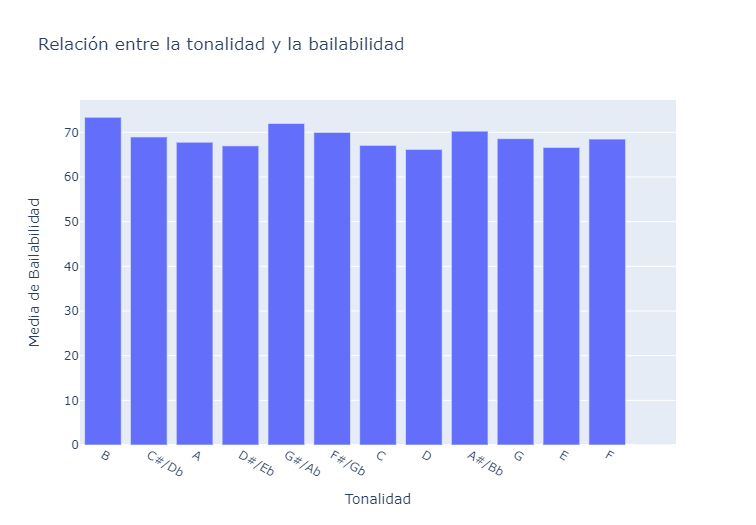 Relación entre la tonalidad y la bailabilidad
Media de Bailabilidad
70
60
50
40
30
20
10
0
B
C#/Db
A
D#/Eb
G#/Ab
F#/Gb
C
D
A#/Bb
G
E
F
Tonalidad